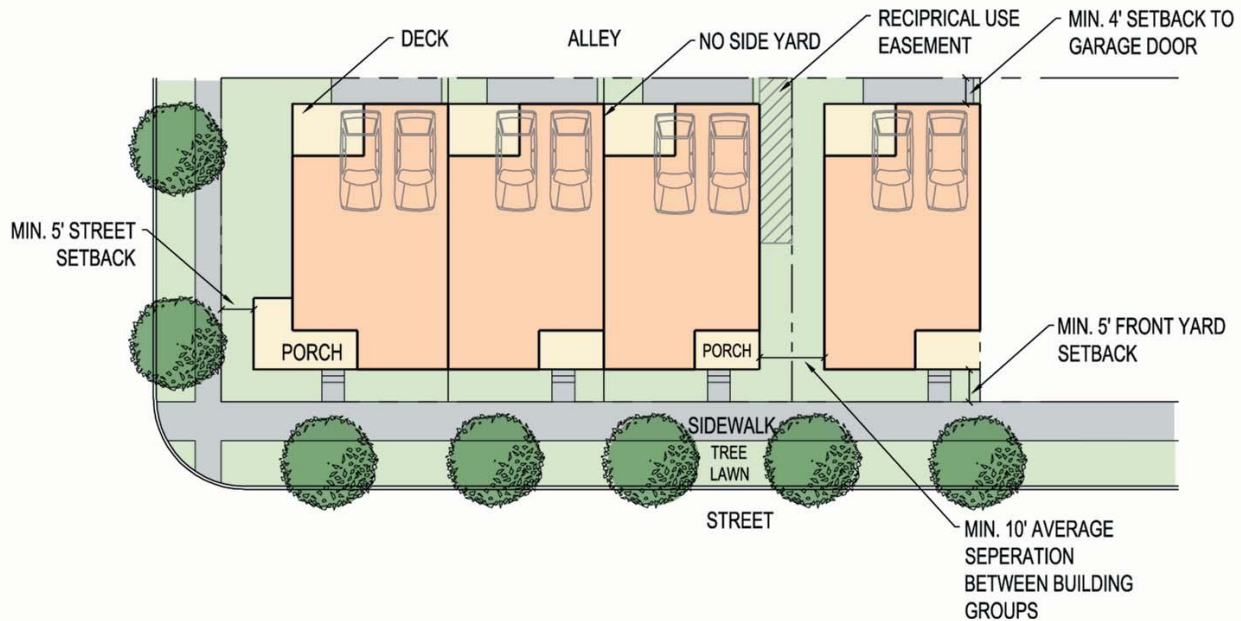 DECK
ALLEY
NO SIDE YARD
RECIPRICAL USE
EASEMENT
MIN. 4' SETBACK TO
GARAGE DOOR
MIN. 5' STREET
SETBACK
PORCH
PORCH
MIN. 5' FRONT YARD
SETBACK
SIDEWALK
TREE
LAWN
STREET
MIN. 10' AVERAGE
SEPERATION
BETWEEN BUILDING
GROUPS